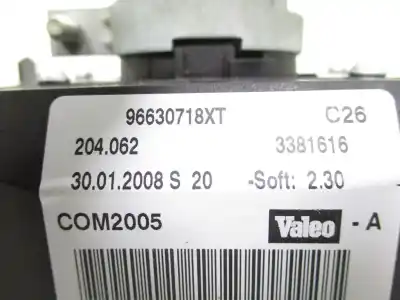 96630718XT C26
204.062 3381616
30.01.2008 S 20 -Soft: 2.30
COM2005 Valeo - A